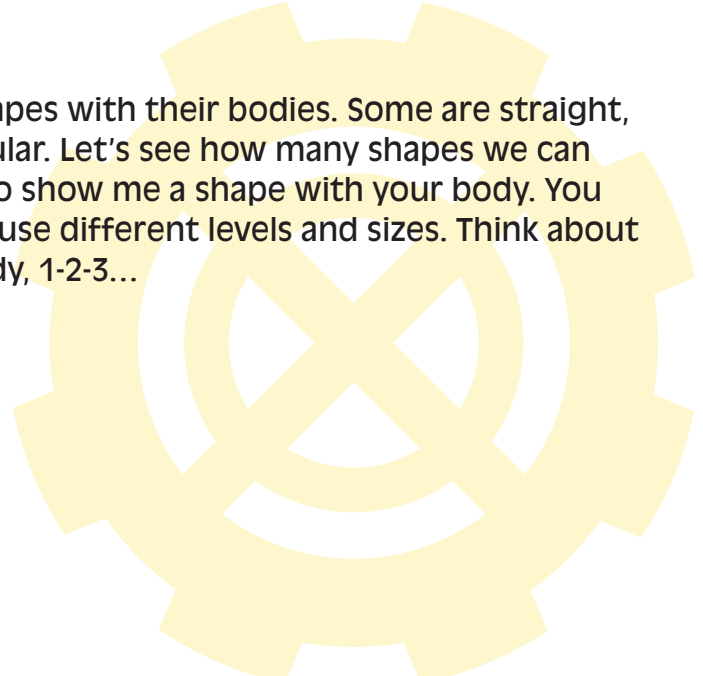 apes with their bodies. Some are straight,
ular. Let’s see how many shapes we can
o show me a shape with your body. You
use different levels and sizes. Think about
dy, 1-2-3…